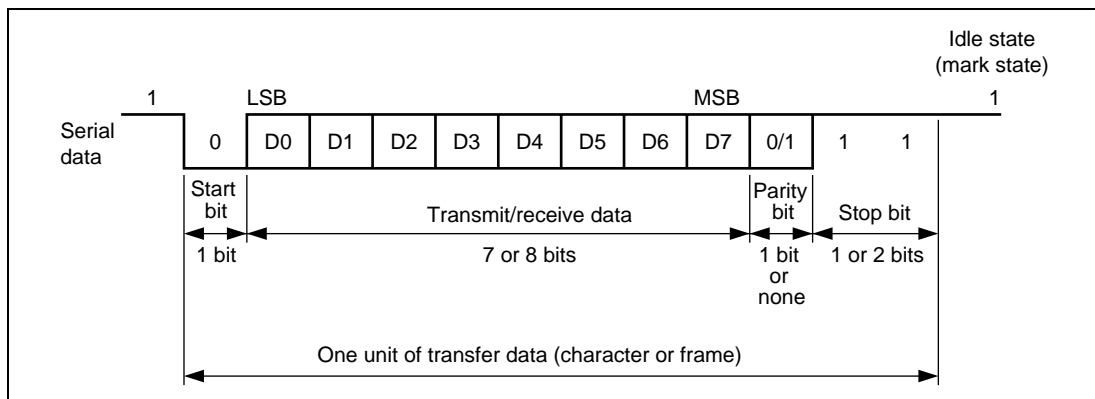 Idle state
(mark state)
1 LSB MSB 1
Serial
data
0 D0 D1 D2 D3 D4 D5 D6 D7 0/1 1 1
Start
bit
Transmit/receive data
Parity
bit
Stop bit
1 bit
7 or 8 bits
1 bit
or
none
1 or 2 bits
One unit of transfer data (character or frame)